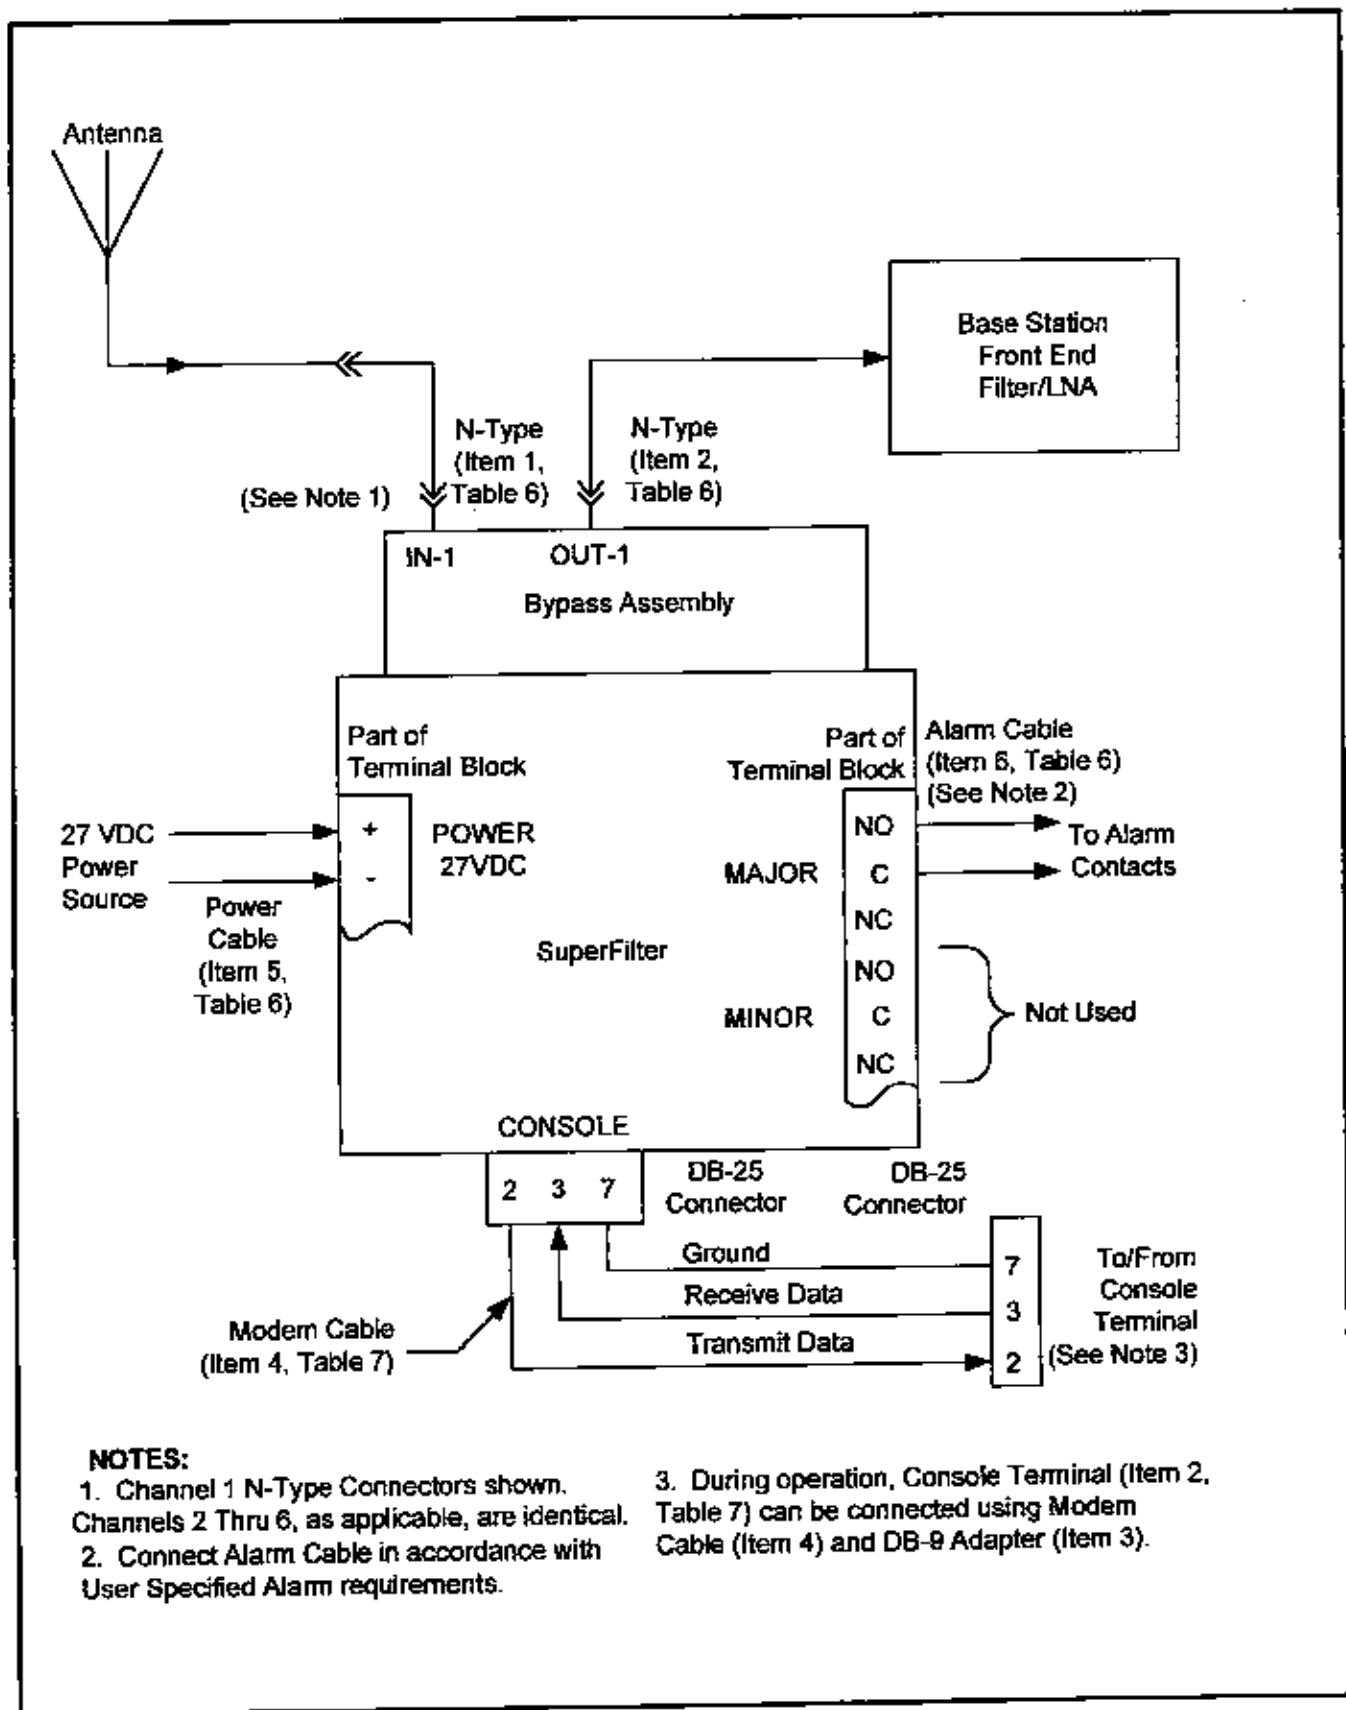 Antenna
Base Station
Front End
Filter/LNA
N-Type
(Item 1,
Table 6)
N-Type
(Item 2,
Table 6)
(See Note 1)
IN-1
OUT-1
Bypass Assembly
Part of
Terminal Block
Part of
Terminal Block
Alarm Cable
(Item 6, Table 6)
(See Note 2)
27 VDC
Power
Source
+
-
POWER
27VDC
MAJOR
NO
C
NC
To Alarm
Contacts
Power
Cable
(Item 5,
Table 6)
SuperFilter
MINOR
NO
C
NC
Not Used
CONSOLE
2 3 7
DB-25
Connector
DB-25
Connector
Ground
Receive Data
Transmit Data
7
3
2
To/From
Console
Terminal
(See Note 3)
Modem Cable
(Item 4, Table 7)
NOTES:
1. Channel 1 N-Type Connectors shown.
Channels 2 Thru 6, as applicable, are identical.
2. Connect Alarm Cable in accordance with
User Specified Alarm requirements.
3. During operation, Console Terminal (Item 2,
Table 7) can be connected using Modem
Cable (Item 4) and DB-9 Adapter (Item 3).